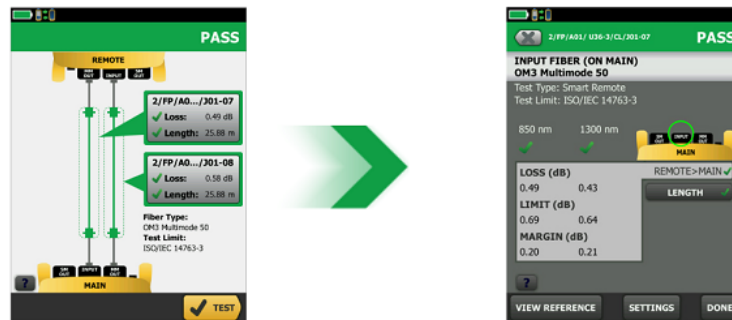 PASS
REMOTE
MM OUT
INPUT
SM OUT
2/FP/A0.../J01-07
Loss: 0.49 dB
Length: 25.88 m
2/FP/A0.../J01-08
Loss: 0.58 dB
Length: 25.88 m
Fiber Type:
OM3 Multimode 50
Test Limit:
ISO/IEC 14763-3
SM OUT
INPUT
MM OUT
MAIN
?
TEST
2/FP/A01/ U36-3/CL/J01-07
PASS
INPUT FIBER (ON MAIN)
OM3 Multimode 50
Test Type: Smart Remote
Test Limit: ISO/IEC 14763-3
850 nm 1300 nm
SM OUT
INPUT
MM OUT
MAIN
LOSS (dB)
0.49 0.43
LIMIT (dB)
0.69 0.64
MARGIN (dB)
0.20 0.21
REMOTE>MAIN
LENGTH
?
VIEW REFERENCE
SETTINGS
DONE